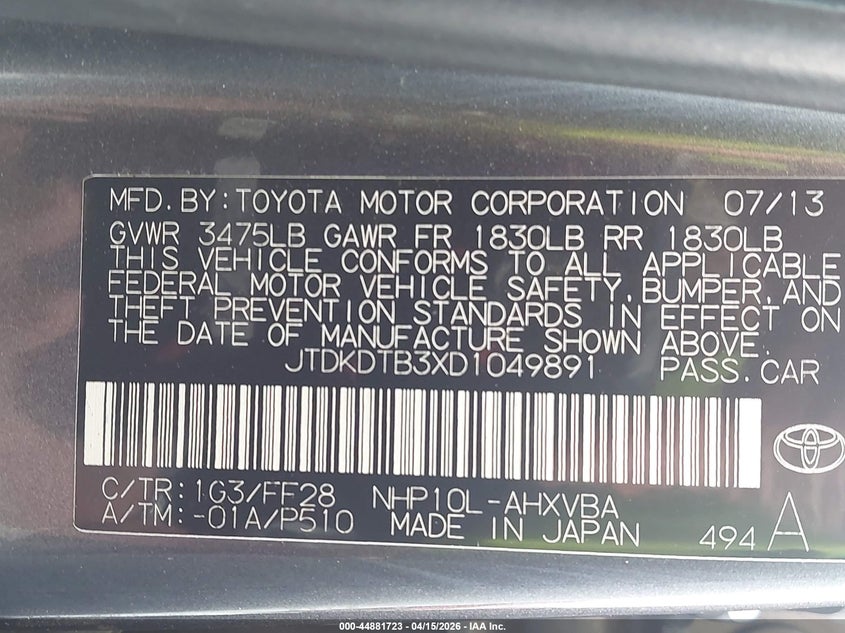 MFD. BY: TOYOTA MOTOR CORPORATION 07/13
GVWR 3475LB GAWR FR 1830LB RR 1830LB
THIS VEHICLE CONFORMS TO ALL APPLICABLE
FEDERAL MOTOR VEHICLE SAFETY, BUMPER, AND
THEFT PREVENTION STANDARDS IN EFFECT ON
THE DATE OF MANUFACTURE SHOWN ABOVE.
JTDKDTB3XD1049891 PASS. CAR
C/TR: 1G3/FF28 NHP10L-AHXVBA
A/TM: -01A/P510 MADE IN JAPAN 494 A
000-44881723 - 04/15/2026 - IAA Inc.